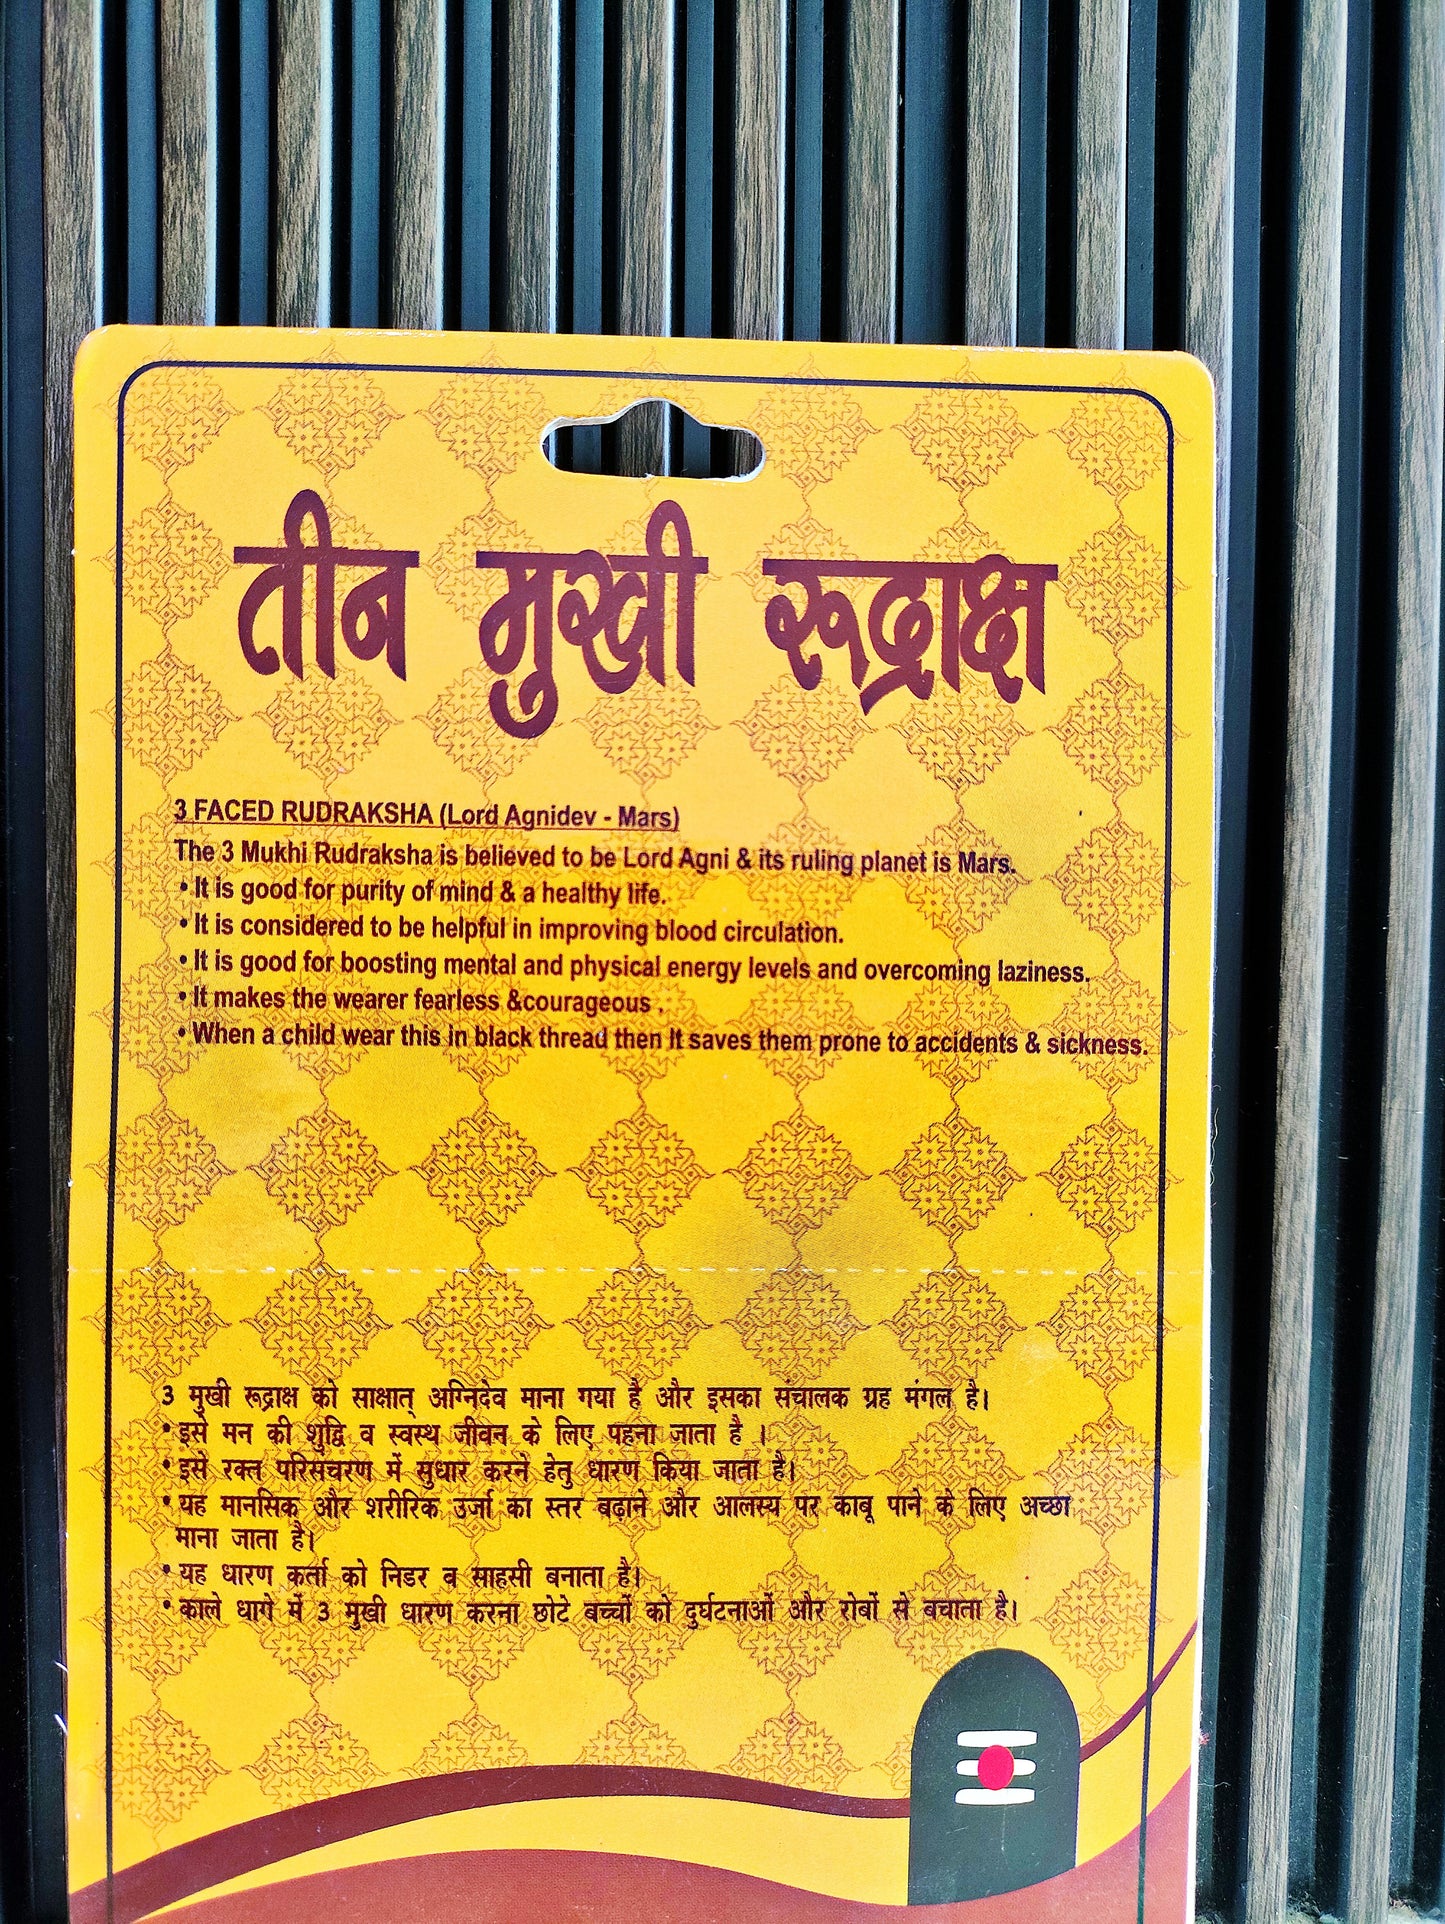 तीन मुखी रूद्राक्ष
3 FACED RUDRAKSHA (Lord Agnidev - Mars)
The 3 Mukhi Rudraksha is believed to be Lord Agni & its ruling planet is Mars.
• It is good for purity of mind & a healthy life.
• It is considered to be helpful in improving blood circulation.
• It is good for boosting mental and physical energy levels and overcoming laziness.
• It makes the wearer fearless &courageous .
• When a child wear this in black thread then It saves them prone to accidents & sickness.
3 मुखी रूद्राक्ष को साक्षात् अग्निदेव माना गया है और इसका संचालक ग्रह मंगल है।
• इसे मन की शुद्धि व स्वस्थ जीवन के लिए पहना जाता है ।
• इसे रक्त परिसंचरण में सुधार करने हेतु धारण किया जाता है।
• यह मानसिक और शरीरिक उर्जा का स्तर बढ़ाने और आलस्य पर काबू पाने के लिए अच्छा
माना जाता है।
• यह धारण कर्ता को निडर व साहसी बनाता है।
• काले धागे में 3 मुखी धारण करना छोटे बच्चों को दुर्घटनाओं और रोबों से बचाता है।